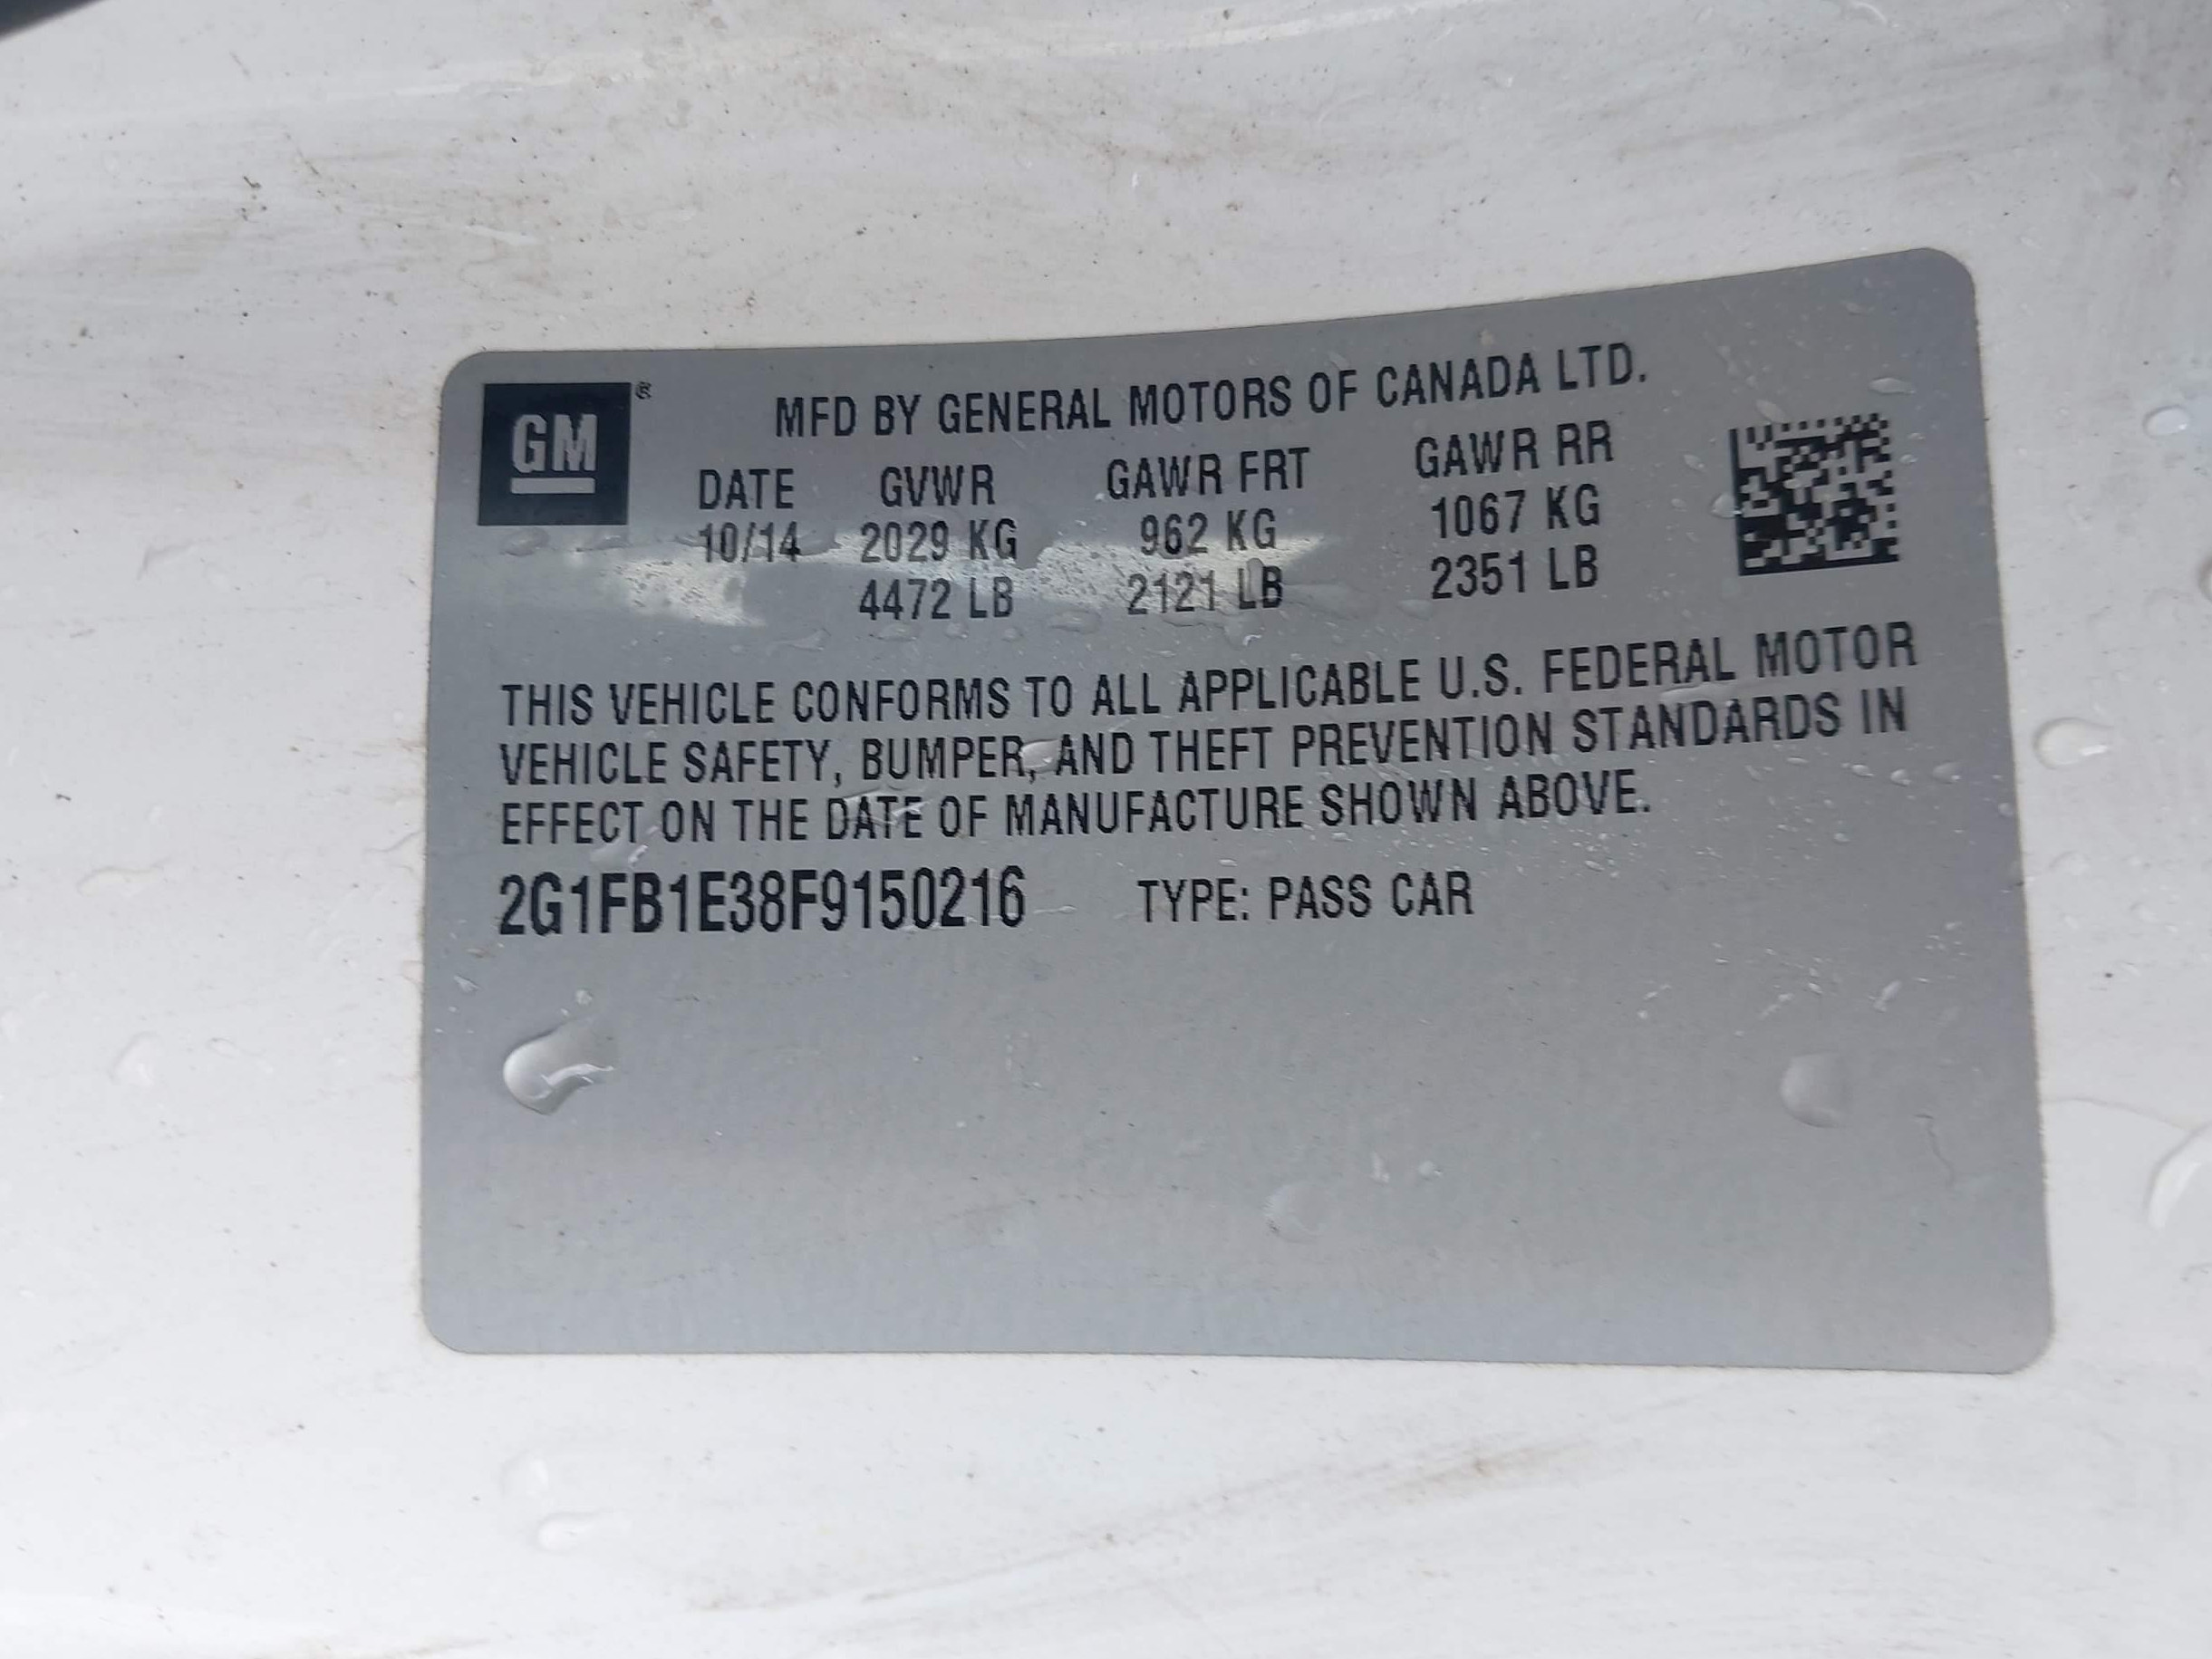 GM ®
MFD BY GENERAL MOTORS OF CANADA LTD.
DATE GVWR GAWR FRT GAWR RR
10/14 2029 KG 962 KG 1067 KG
4472 LB 2121 LB 2351 LB
THIS VEHICLE CONFORMS TO ALL APPLICABLE U.S. FEDERAL MOTOR
VEHICLE SAFETY, BUMPER, AND THEFT PREVENTION STANDARDS IN
EFFECT ON THE DATE OF MANUFACTURE SHOWN ABOVE.
2G1FB1E38F9150216 TYPE: PASS CAR